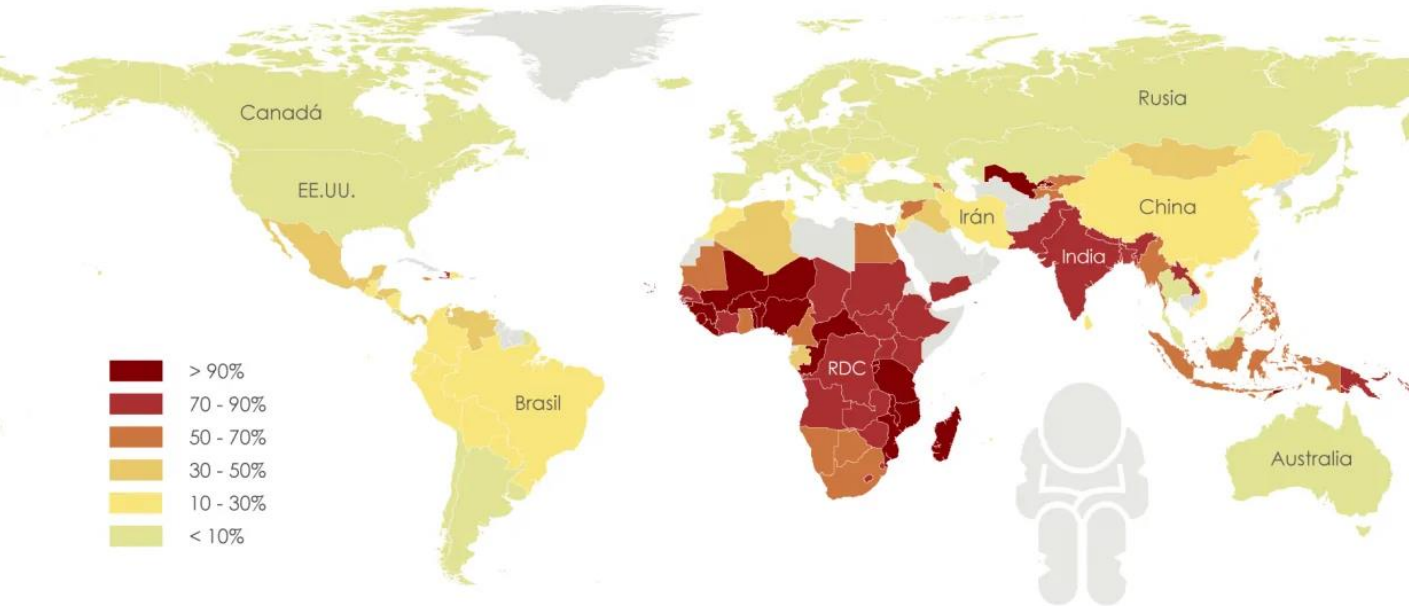 Canadá
Rusia
EE.UU.
Irán
China
India
RDC
Brasil
Australia
> 90%
70 - 90%
50 - 70%
30 - 50%
10 - 30%
< 10%